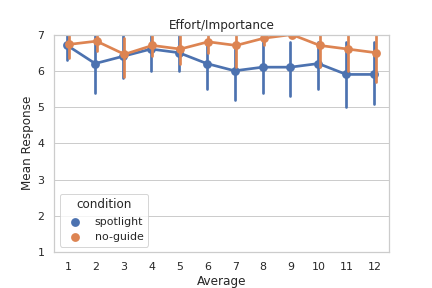 Effort/Importance
7
6
5
4
3
2
1
Mean Response
condition
spotlight
no-guide
1 2 3 4 5 6 7 8 9 10 11 12
Average